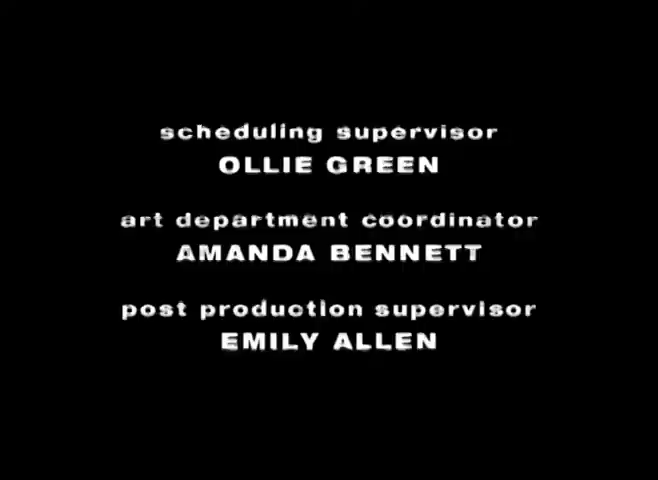 scheduling supervisor
OLLIE GREEN
art department coordinator
AMANDA BENNETT
post production supervisor
EMILY ALLEN